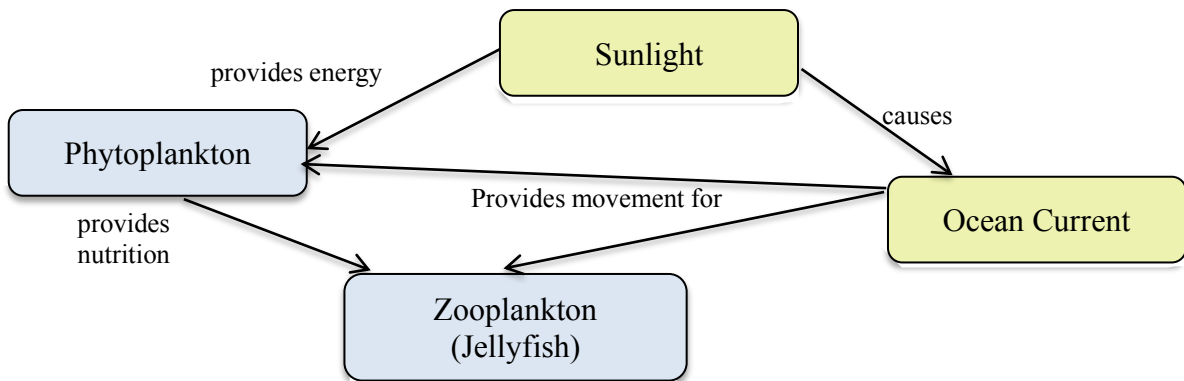 Sunlight
provides energy
causes
Phytoplankton
Provides movement for
Ocean Current
provides
nutrition
Zooplankton
(Jellyfish)